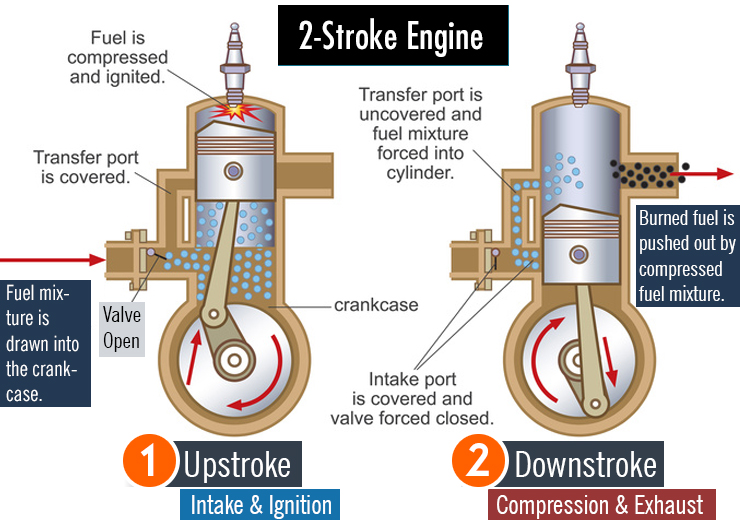 2-Stroke Engine
Fuel is
compressed
and ignited.
Transfer port
is covered.
Fuel mix-
ture is
drawn into
the crank-
case.
Valve
Open
crankcase
Transfer port is
uncovered and
fuel mixture
forced into
cylinder.
Burned fuel is
pushed out by
compressed
fuel mixture.
Intake port
is covered and
valve forced closed.
1 Upstroke
Intake & Ignition
2 Downstroke
Compression & Exhaust